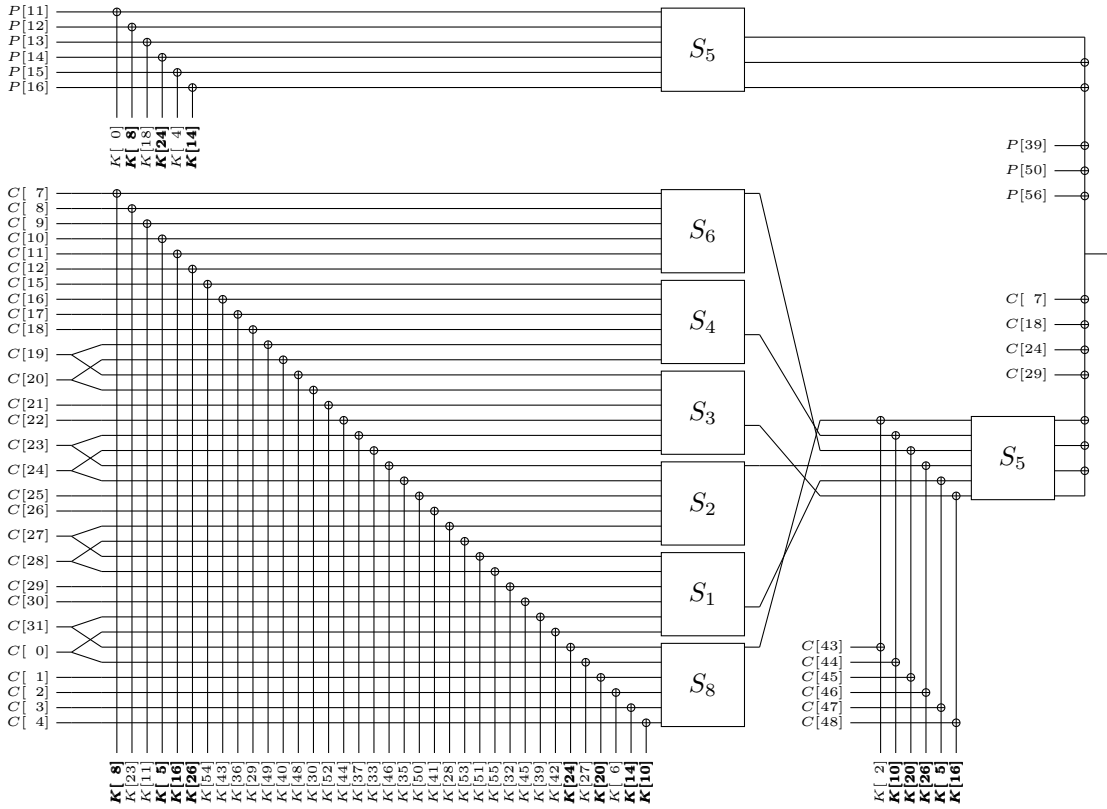 P[11]
P[12]
P[13]
P[14]
P[15]
P[16]
S5
K[ 0]
K[ 8]
K[18]
K[24]
K[ 4]
K[14]
P[39]
P[50]
P[56]
C[ 7]
C[ 8]
C[ 9]
C[10]
C[11]
C[12]
C[15]
C[16]
C[17]
C[18]
C[19]
C[20]
C[21]
C[22]
C[23]
C[24]
C[25]
C[26]
C[27]
C[28]
C[29]
C[30]
C[31]
C[ 0]
C[ 1]
C[ 2]
C[ 3]
C[ 4]
S6
S4
S3
S2
S1
S8
C[ 7]
C[18]
C[24]
C[29]
S5
C[43]
C[44]
C[45]
C[46]
C[47]
C[48]
K[ 8]
K[23]
K[11]
K[ 5]
K[16]
K[26]
K[54]
K[43]
K[36]
K[29]
K[49]
K[40]
K[48]
K[30]
K[52]
K[44]
K[37]
K[33]
K[46]
K[35]
K[50]
K[41]
K[28]
K[53]
K[51]
K[55]
K[32]
K[45]
K[39]
K[42]
K[24]
K[27]
K[20]
K[ 6]
K[14]
K[10]
K[ 2]
K[10]
K[20]
K[26]
K[ 5]
K[16]